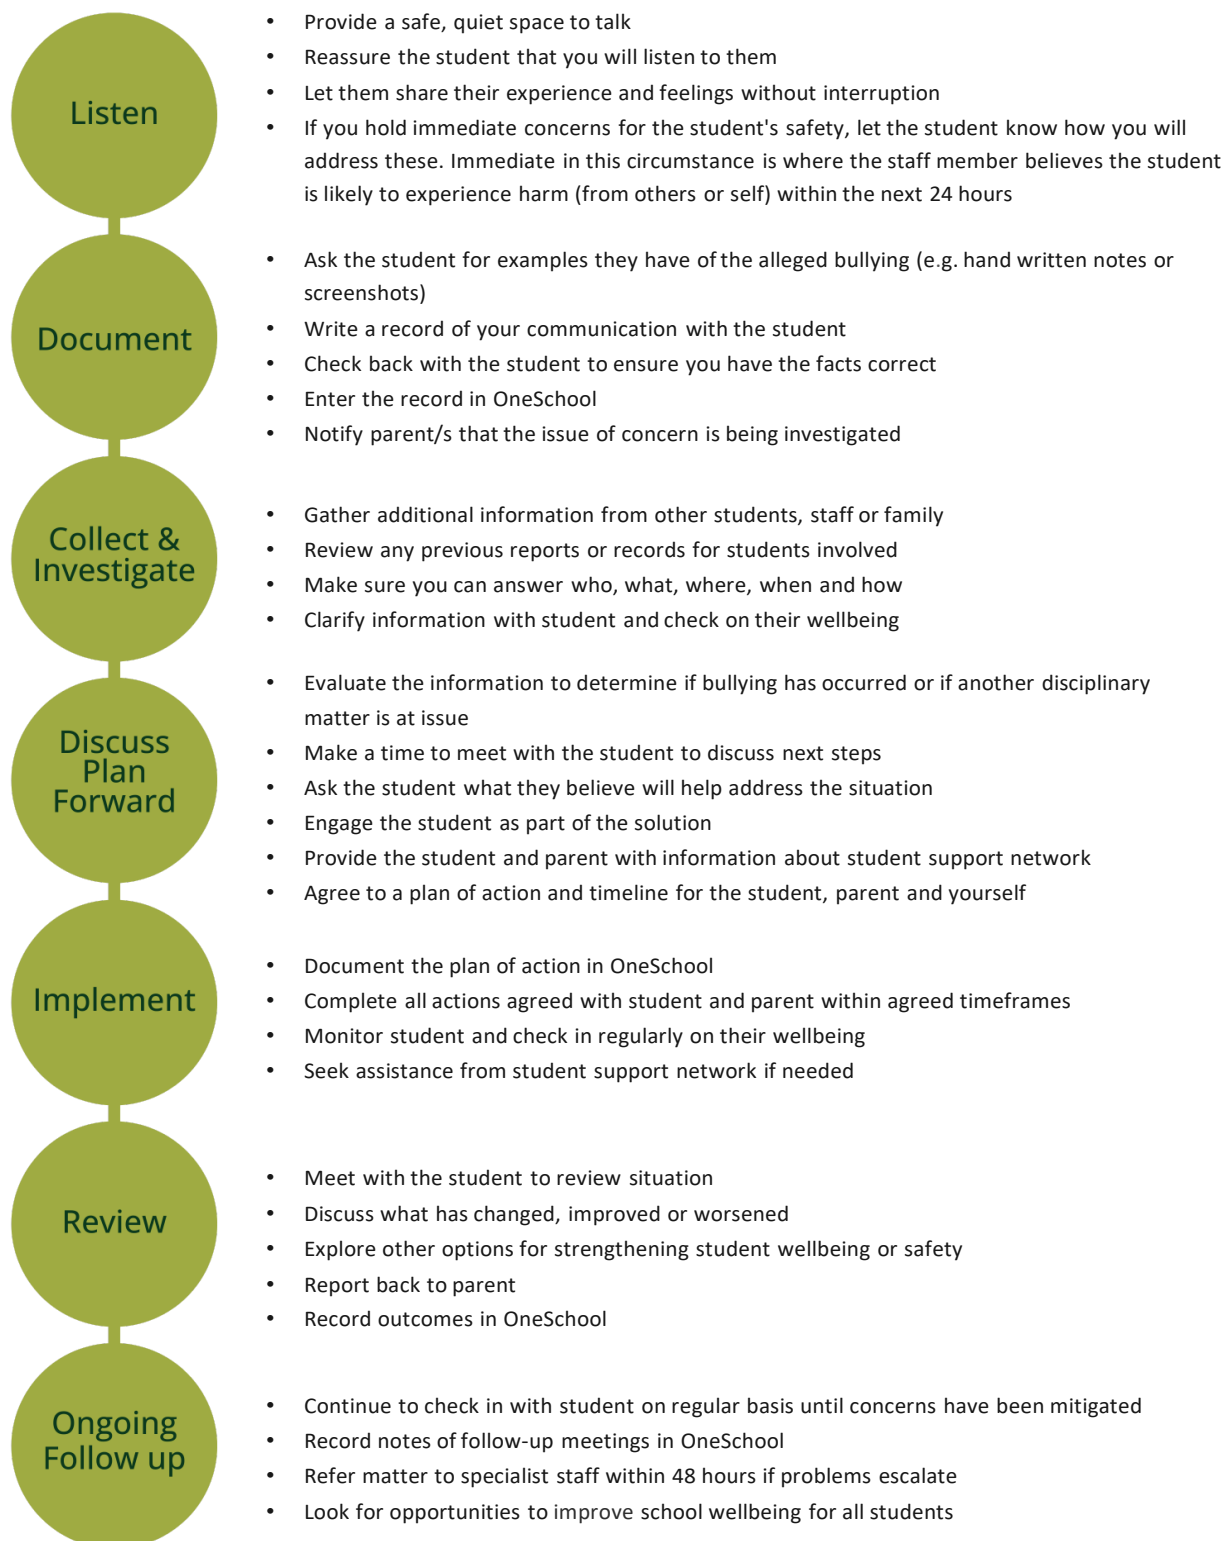 Listen
• Provide a safe, quiet space to talk
• Reassure the student that you will listen to them
• Let them share their experience and feelings without interruption
• If you hold immediate concerns for the student's safety, let the student know how you will
address these. Immediate in this circumstance is where the staff member believes the student
is likely to experience harm (from others or self) within the next 24 hours
Document
• Ask the student for examples they have of the alleged bullying (e.g. hand written notes or
screenshots)
• Write a record of your communication with the student
• Check back with the student to ensure you have the facts correct
• Enter the record in OneSchool
• Notify parent/s that the issue of concern is being investigated
Collect &
Investigate
• Gather additional information from other students, staff or family
• Review any previous reports or records for students involved
• Make sure you can answer who, what, where, when and how
• Clarify information with student and check on their wellbeing
Discuss
Plan
Forward
• Evaluate the information to determine if bullying has occurred or if another disciplinary
matter is at issue
• Make a time to meet with the student to discuss next steps
• Ask the student what they believe will help address the situation
• Engage the student as part of the solution
• Provide the student and parent with information about student support network
• Agree to a plan of action and timeline for the student, parent and yourself
Implement
• Document the plan of action in OneSchool
• Complete all actions agreed with student and parent within agreed timeframes
• Monitor student and check in regularly on their wellbeing
• Seek assistance from student support network if needed
Review
• Meet with the student to review situation
• Discuss what has changed, improved or worsened
• Explore other options for strengthening student wellbeing or safety
• Report back to parent
• Record outcomes in OneSchool
Ongoing
Follow up
• Continue to check in with student on regular basis until concerns have been mitigated
• Record notes of follow-up meetings in OneSchool
• Refer matter to specialist staff within 48 hours if problems escalate
• Look for opportunities to improve school wellbeing for all students